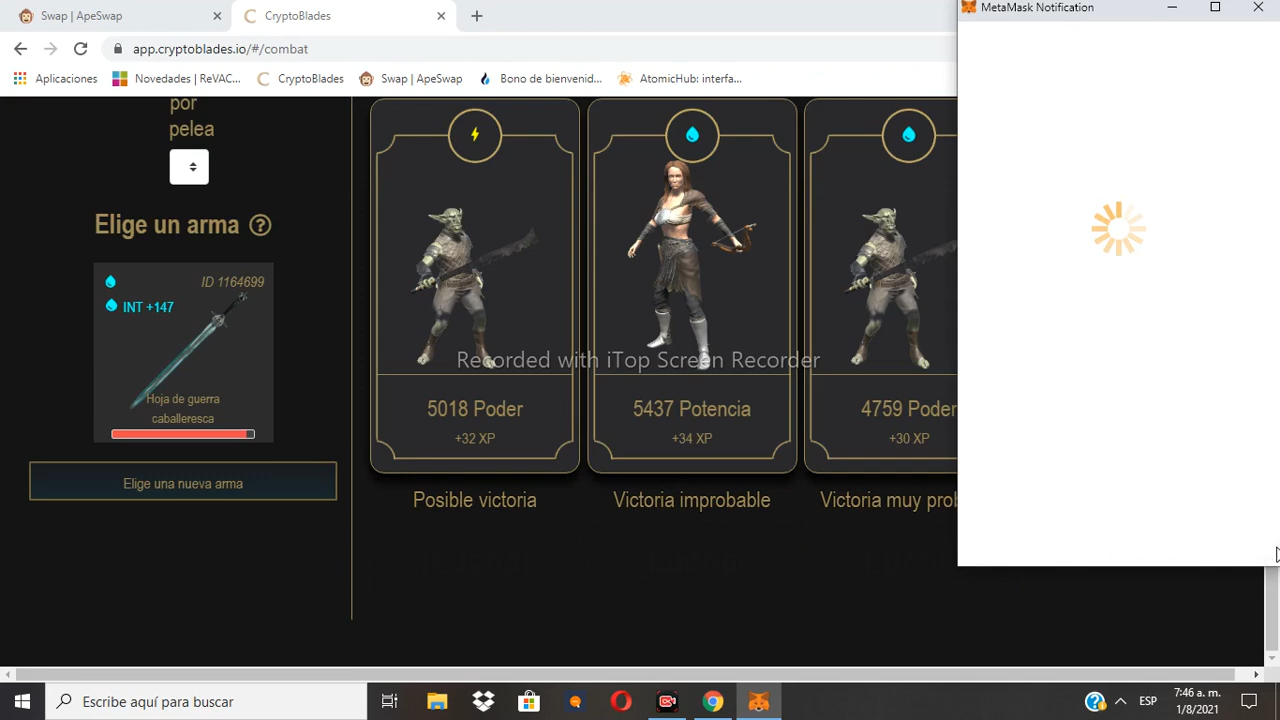 Swap | ApeSwap
CryptoBlades
MetaMask Notification
app.cryptoblades.io/#/combat
Aplicaciones
Novedades | ReVAC...
CryptoBlades
Swap | ApeSwap
Bono de bienvenid...
AtomicHub: interfa...
por
pelea
Elige un arma ?
ID 1164699
INT +147
Hoja de guerra
caballeresca
Elige una nueva arma
5018 Poder
+32 XP
Posible victoria
5437 Potencia
+34 XP
Victoria improbable
4759 Poder
+30 XP
Victoria muy prob
Recorded with iTop Screen Recorder
Escribe aquí para buscar
ESP
7:46 a. m.
1/8/2021